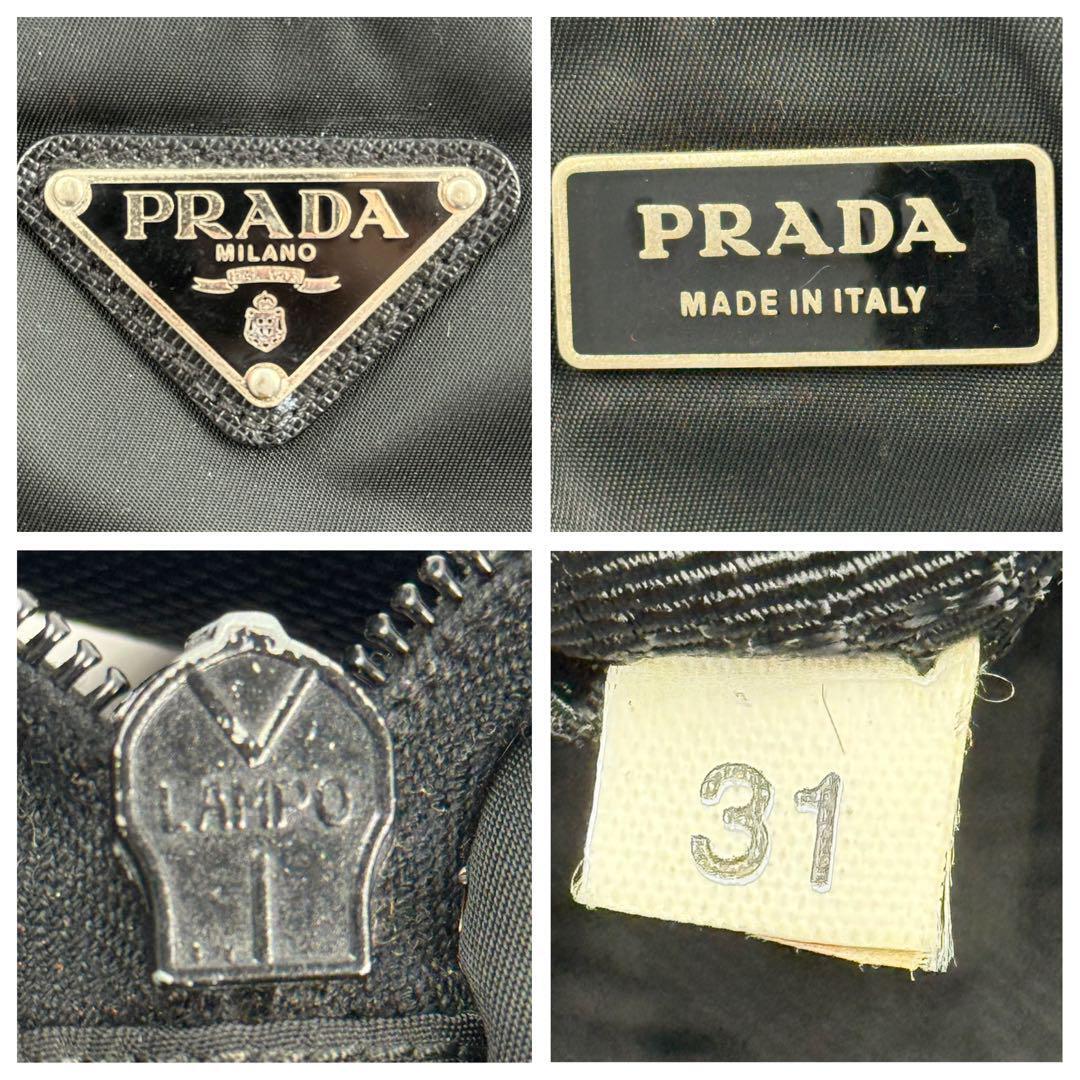 PRADA
MILANO
PRADA
MADE IN ITALY
LAMPO
31